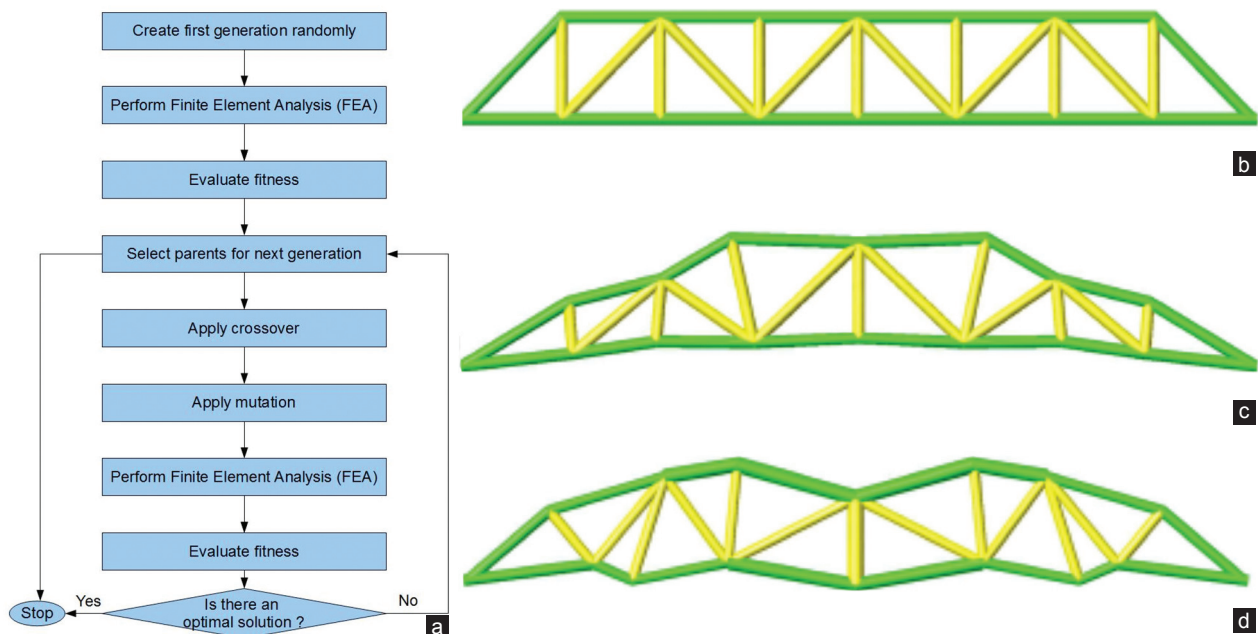 Create first generation randomly
Perform Finite Element Analysis (FEA)
Evaluate fitness
Select parents for next generation
Apply crossover
Apply mutation
Perform Finite Element Analysis (FEA)
Evaluate fitness
Is there an
optimal solution ?
Yes
No
Stop
a
b
c
d